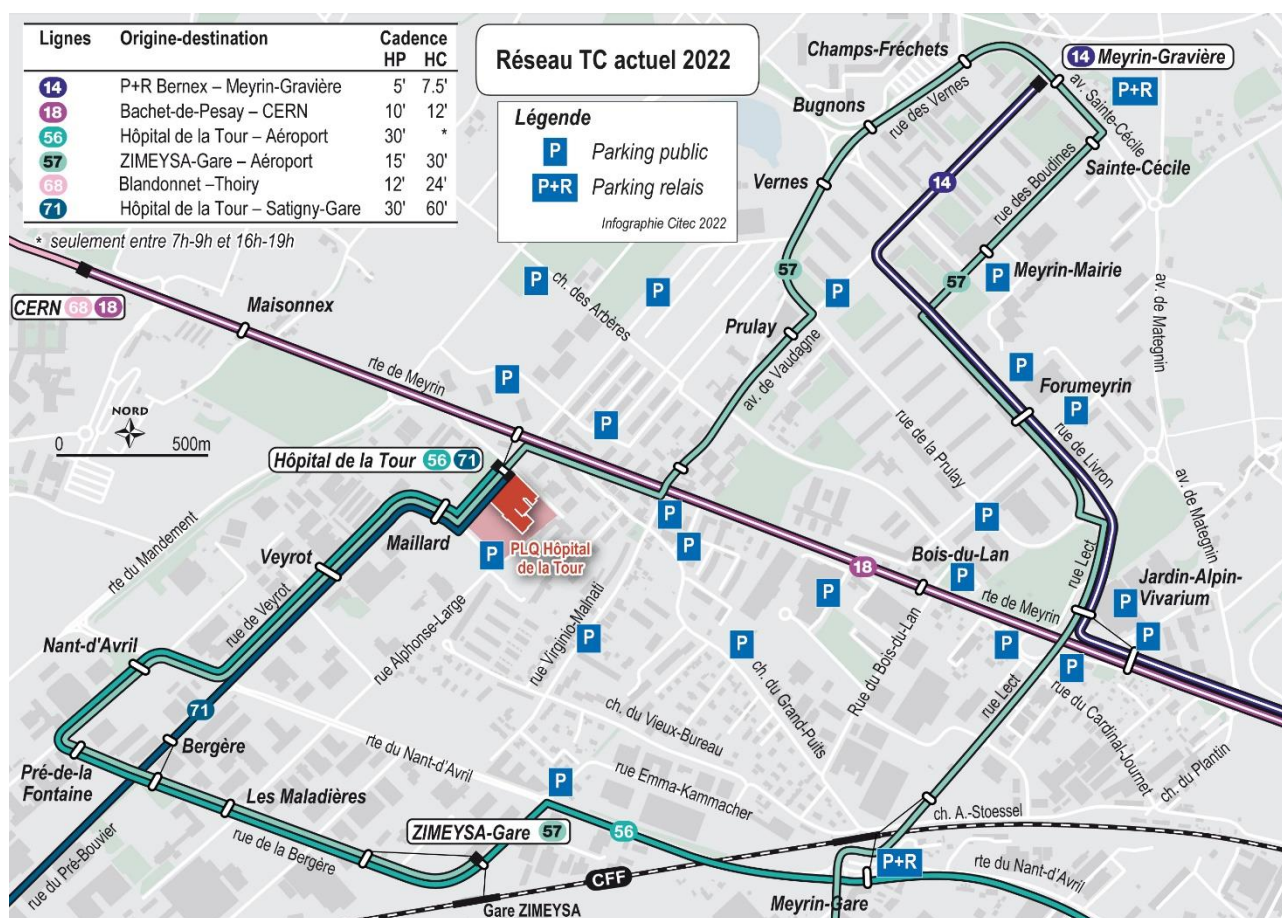 Lignes Origine-destination Cadence
HP HC
14 P+R Bernex – Meyrin-Gravière 5' 7.5'
18 Bachet-de-Pesay – CERN 10' 12'
56 Hôpital de la Tour – Aéroport 30' *
57 ZIMEYSA-Gare – Aéroport 15' 30'
68 Blandonnet –Thoiry 12' 24'
71 Hôpital de la Tour – Satigny-Gare 30' 60'
* seulement entre 7h-9h et 16h-19h
Réseau TC actuel 2022
Légende
P Parking public
P+R Parking relais
Infographie Citec 2022
Champs-Fréchets
14 Meyrin-Gravière
P+R
av. Sainte-Cécile
Bugnons
rue des Vernes
Sainte-Cécile
Vernes
14
rue des Boudines
57
Meyrin-Mairie
P
57
CERN 68 18
Maisonnex
P
ch. des Arbères
P
P
Prulay
av. de Vaudagne
av. de Mategnin
rte de Meyrin
P
P
Forumeyrin
P
P
NORD
0 500m
Hôpital de la Tour 56 71
rue de la Prulay
rue de Livron
av. de Mategnin
Maillard
PLQ Hôpital
de la Tour
P
P
P
P
18
Bois-du-Lan
P
rue Lect
Jardin-Alpin-
Vivarium
P
P
rte du Mandement
Veyrot
rue de Veyrot
rue Alphonse-Large
rue Virginio-Malnati
P
P
rte de Meyrin
P
P
Nant-d'Avril
P
ch. du Grand-Puits
Rue du Bois-du-Lan
rue Lect
rue du Cardinal-Journet
71
Bergère
ch. du Vieux-Bureau
ch. du Plantin
Pré-de-la
Fontaine
rte du Nant-d'Avril
rue Emma-Kammacher
P
Les Maladières
ZIMEYSA-Gare 57
56
ch. A.-Stoessel
rue du Pré-Bouvier
rue de la Bergère
CFF
P+R
rte du Nant-d'Avril
Gare ZIMEYSA
Meyrin-Gare